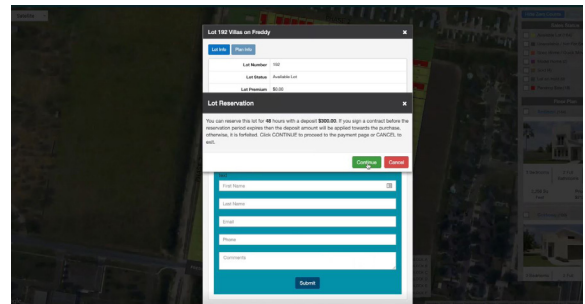 Lot 192 Villas on Freddy
×
Lot Info
Plan Info
Lot Number 192
Lot Status Available Lot
Lot Premium $0.00
Lot Reservation
×
You can reserve this lot for 48 hours with a deposit $300.00. If you sign a contract before the
reservation period expires then the deposit amount will be applied towards the purchase,
otherwise, it is forfeited. Click CONTINUE to proceed to the payment page or CANCEL to
exit.
Continue
Cancel
First Name
Last Name
Email
Phone
Comments
Submit